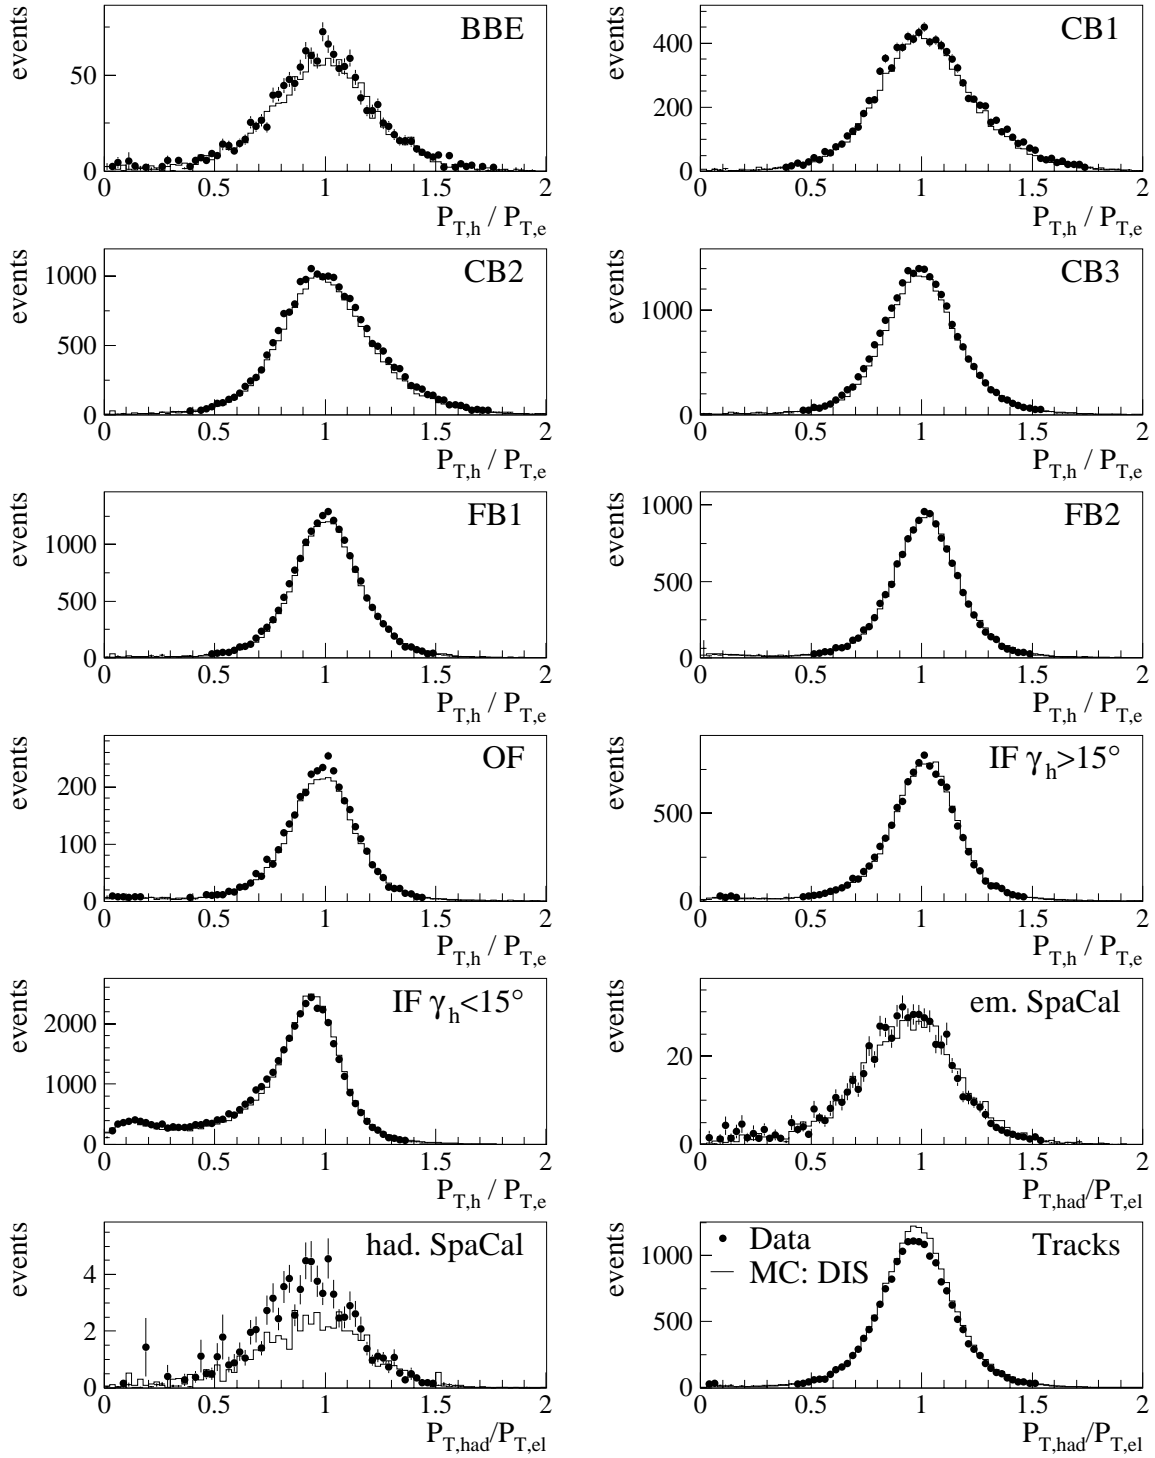 events
BBE
50
0
0 0.5 1 1.5 2
P_T,h / P_T,e
events
CB1
400
200
0
0 0.5 1 1.5 2
P_T,h / P_T,e
events
CB2
1000
500
0
0 0.5 1 1.5 2
P_T,h / P_T,e
events
CB3
1000
0
0 0.5 1 1.5 2
P_T,h / P_T,e
events
FB1
1000
500
0
0 0.5 1 1.5 2
P_T,h / P_T,e
events
FB2
1000
500
0
0 0.5 1 1.5 2
P_T,h / P_T,e
events
OF
200
100
0
0 0.5 1 1.5 2
P_T,h / P_T,e
events
IF γ_h>15°
500
0
0 0.5 1 1.5 2
P_T,h / P_T,e
events
IF γ_h<15°
2000
1000
0
0 0.5 1 1.5 2
P_T,h / P_T,e
events
em. SpaCal
20
0
0 0.5 1 1.5 2
P_T,had/P_T,el
events
had. SpaCal
4
2
0
0 0.5 1 1.5 2
P_T,had/P_T,el
events
Data
MC: DIS
Tracks
1000
500
0
0 0.5 1 1.5 2
P_T,had/P_T,el